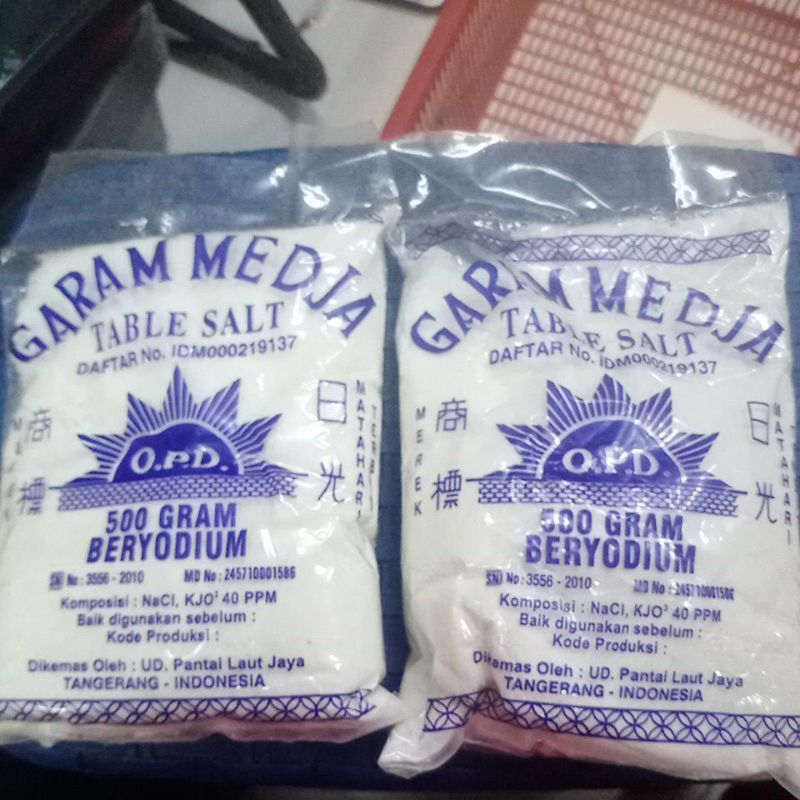 GARAM MEDJA
TABLE SALT
DAFTAR No. IDM000219137
商標
日光
MATAHARI
O.P.D.
500 GRAM
BERYODIUM
SNI No : 3556 - 2010 MD No : 245710001586
Komposisi : NaCl, KJO³ 40 PPM
Baik digunakan sebelum :
Kode Produksi :
Dikemas Oleh : UD. Pantai Laut Jaya
TANGERANG - INDONESIA
GARAM MEDJA
TABLE SALT
DAFTAR No. IDM000219137
MEREK
商標
日光
MATAHARI
O.P.D.
500 GRAM
BERYODIUM
SNI No : 3556 - 2010 MD No : 245710001586
Komposisi : NaCl, KJO³ 40 PPM
Baik digunakan sebelum :
Kode Produksi :
Dikemas Oleh : UD. Pantai Laut Jaya
TANGERANG - INDONESIA